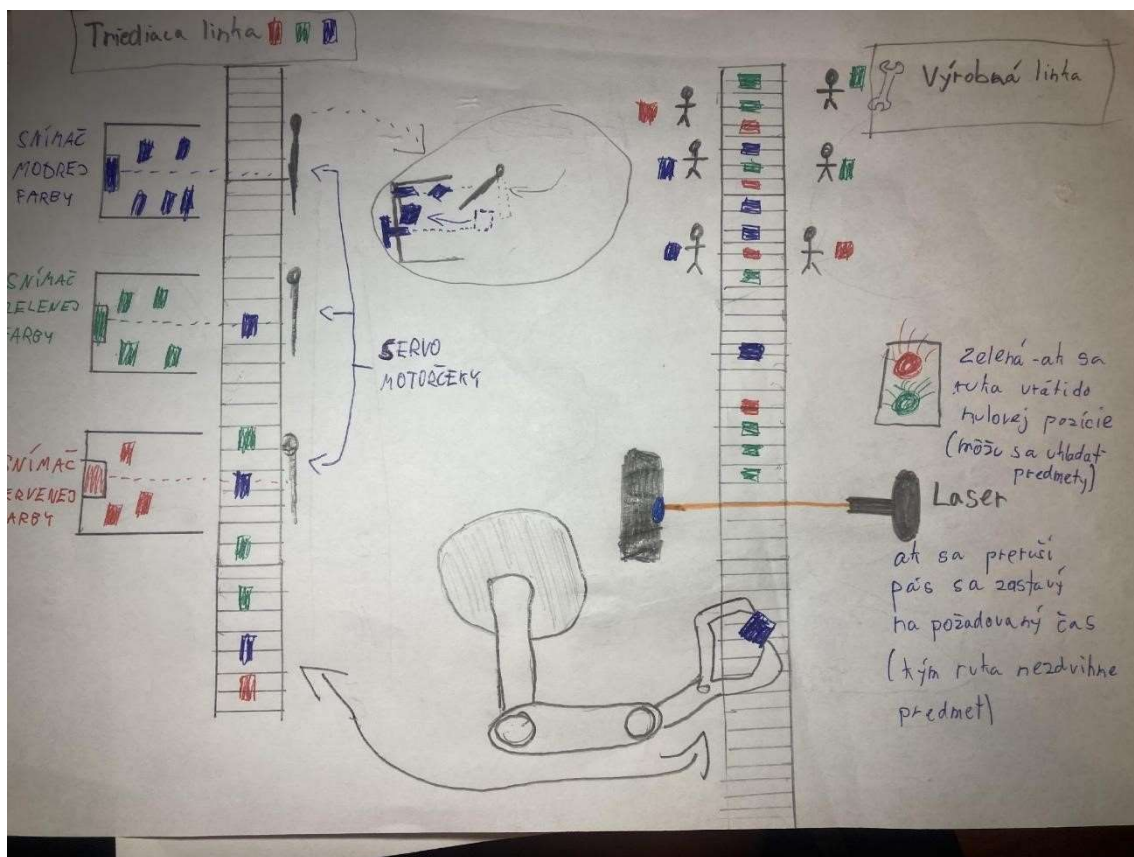 Triediaca linka
Výrobná linka
SNÍMAČ
MODREJ
FARBY
SNÍMAČ
ZELENEJ
FARBY
SNÍMAČ
ČERVENEJ
FARBY
SERVO
MOTORČEKY
Zelená - ak sa
ruka vráti do
nulovej pozície
(môžu sa ukladať
predmety)
Laser
ak sa preruší
pás sa zastavý
na požadovaný čas
(kým ruka nezdvihne
predmet)